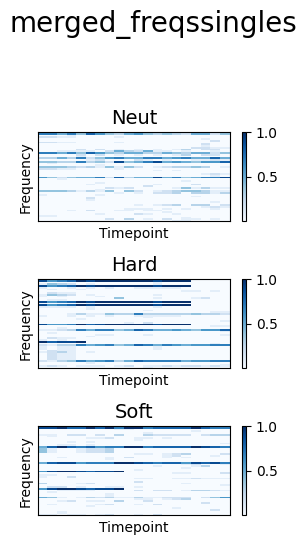 merged_freqssingles
Neut
1.0
0.5
Frequency
Timepoint
Hard
1.0
0.5
Frequency
Timepoint
Soft
1.0
0.5
Frequency
Timepoint